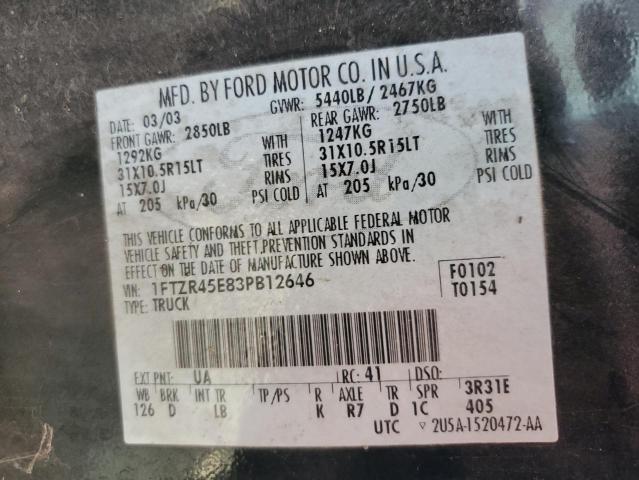 MFD. BY FORD MOTOR CO. IN U.S.A.
DATE: 03/03 GVWR: 5440LB/ 2467KG
FRONT GAWR: 2850LB REAR GAWR: 2750LB
1292KG WITH 1247KG WITH
31X10.5R15LT TIRES 31X10.5R15LT TIRES
15X7.0J RIMS 15X7.0J RIMS
AT 205 kPa/30 PSI COLD AT 205 kPa/30 PSI COLD
THIS VEHICLE CONFORMS TO ALL APPLICABLE FEDERAL MOTOR
VEHICLE SAFETY AND THEFT PREVENTION STANDARDS IN
EFFECT ON THE DATE OF MANUFACTURE SHOWN ABOVE.
VIN: 1FTZR45E83PB12646 F0102
TYPE: TRUCK T0154
EXT PNT: UA RC: 41 DSO:
WB BRK INT TR TP/PS R AXLE TR SPR 3R31E
126 D LB K R7 D 1C 405
UTC ▽ 2U5A-1520472-AA